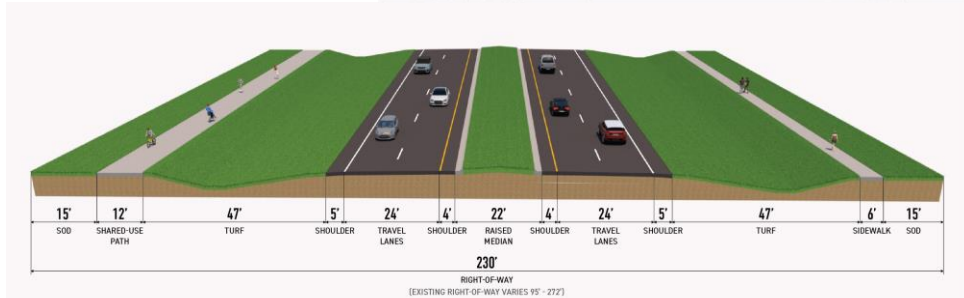 15' 12' 47' 5' 24' 4' 22' 4' 24' 5' 47' 6' 15'
SOD SHARED-USE TURF SHOULDER TRAVEL SHOULDER RAISED SHOULDER TRAVEL SHOULDER TURF SIDEWALK SOD
PATH LANES MEDIAN LANES
230'
RIGHT-OF-WAY
(EXISTING RIGHT-OF-WAY VARIES 95' - 272')